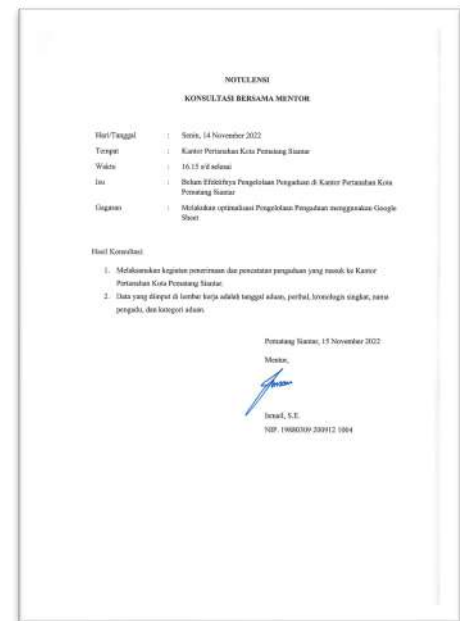 NOTULENSI
KONSULTASI BERSAMA MENTOR
Hari/Tanggal : Senin, 14 November 2022
Tempat : Kantor Pertanahan Kota Pematang Siantar
Waktu : 16.15 s/d selesai
Isu : Belum Efektifnya Pengelolaan Pengaduan di Kantor Pertanahan Kota
Pematang Siantar
Gagasan : Melakukan optimalisasi Pengelolaan Pengaduan menggunakan Google
Sheet
Hasil Konsultasi:
1. Melaksanakan kegiatan penerimaan dan pencatatan pengaduan yang masuk ke Kantor
Pertanahan Kota Pematang Siantar.
2. Data yang diinput di lembar kerja adalah tanggal aduan, perihal, kronologis singkat, nama
pengadu, dan kategori aduan.
Pematang Siantar, 15 November 2022
Mentor,
Ismail, S.E.
NIP. 19880309 200912 1004